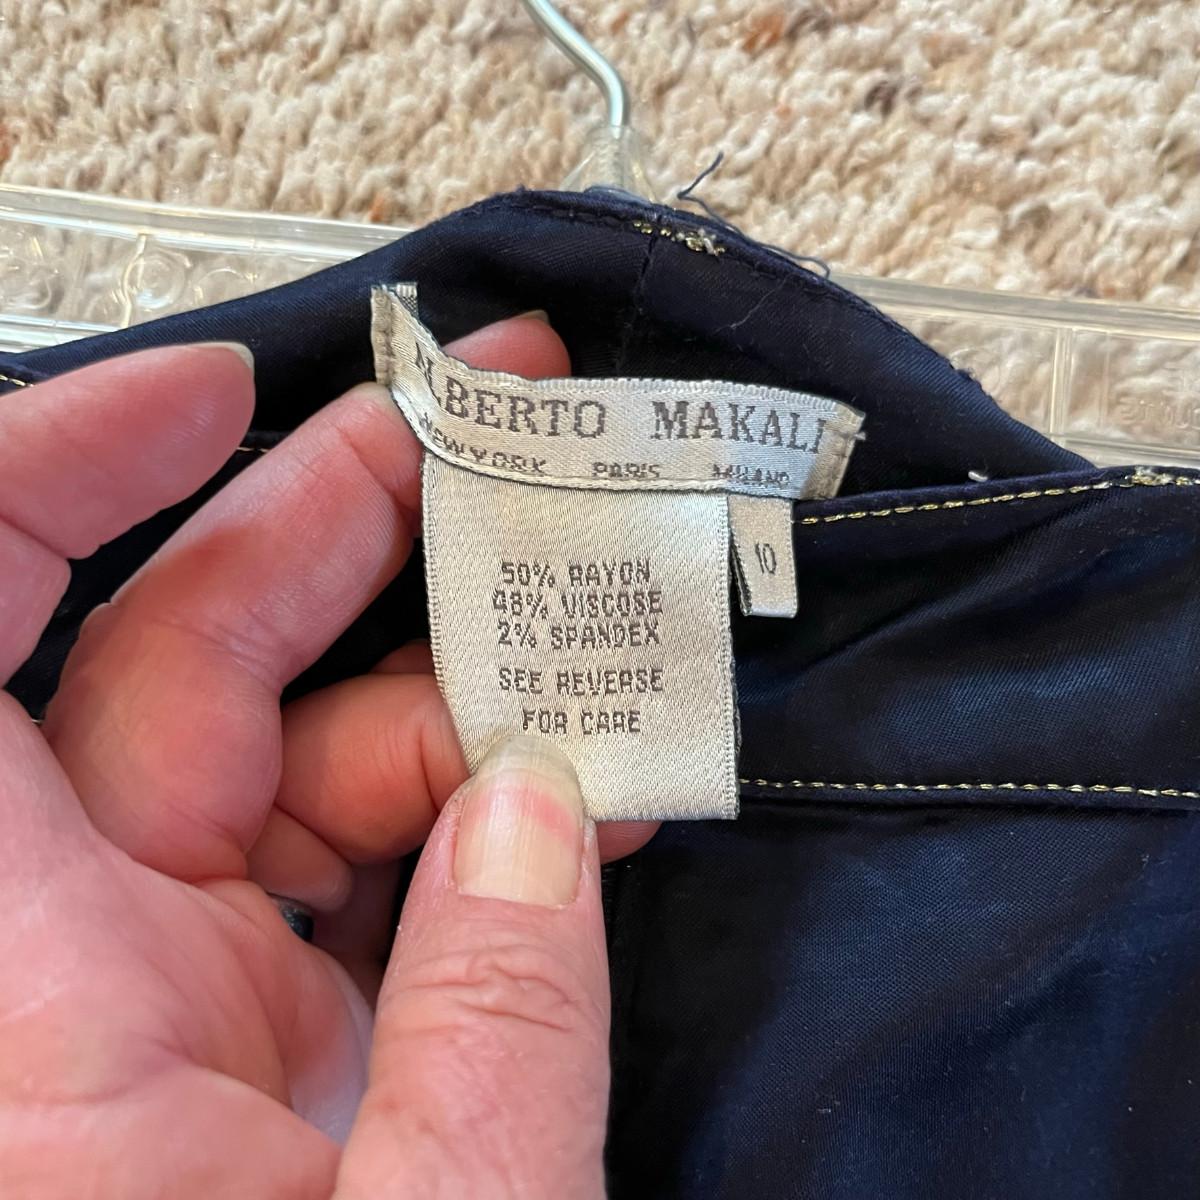 ALBERTO MAKALI
NEW YORK PARIS MILANO
10
50% RAYON
48% VISCOSE
2% SPANDEX
SEE REVERSE
FOR CARE